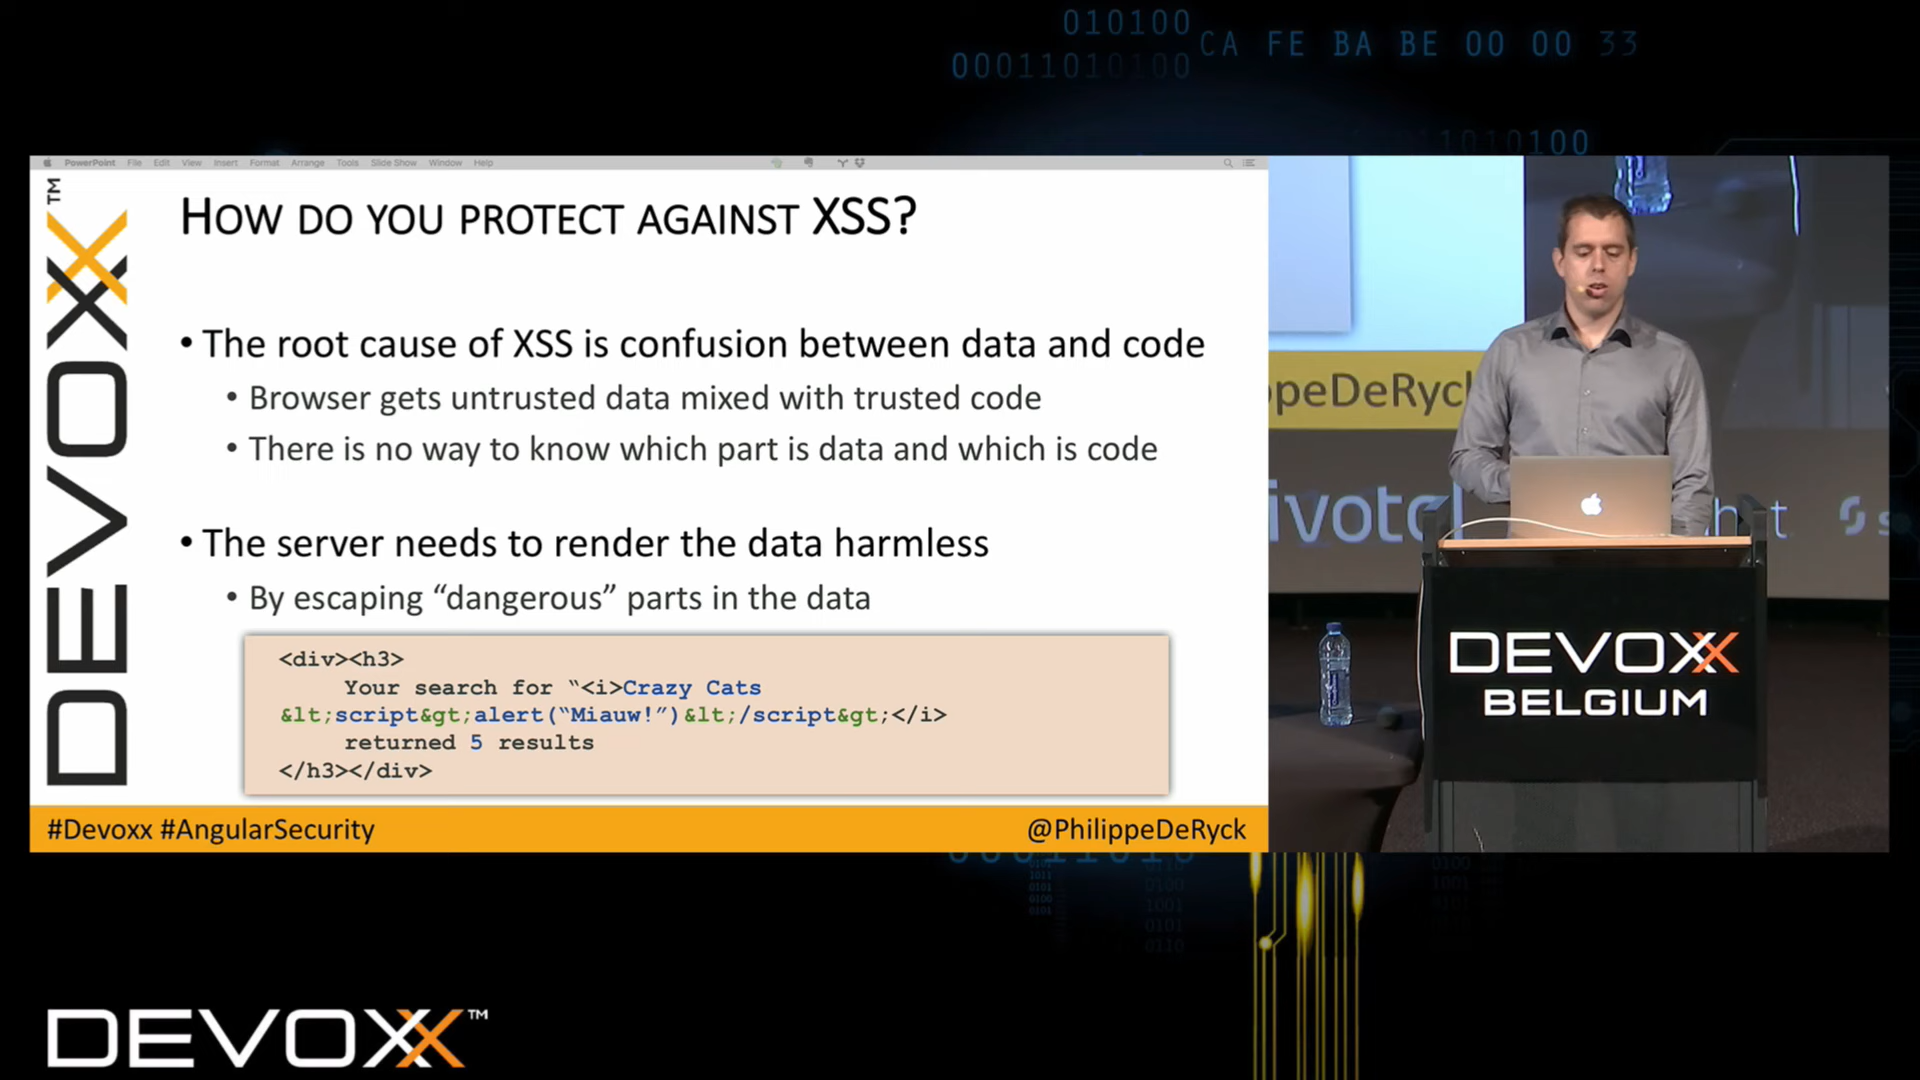 010100
CA FE BA BE 00 00 33
00011010100
1010100
PowerPoint File Edit View Insert Format Arrange Tools Slide Show Window Help
DEVOXX™
HOW DO YOU PROTECT AGAINST XSS?
• The root cause of XSS is confusion between data and code
• Browser gets untrusted data mixed with trusted code
• There is no way to know which part is data and which is code
• The server needs to render the data harmless
• By escaping “dangerous” parts in the data
<div><h3>
Your search for “<i>Crazy Cats
&lt;script&gt;alert(“Miauw!”)&lt;/script&gt;</i>
returned 5 results
</h3></div>
#Devoxx #AngularSecurity
@PhilippeDeRyck
ppeDeRyck
ivotal
DEVOXX
BELGIUM
DEVOXX™